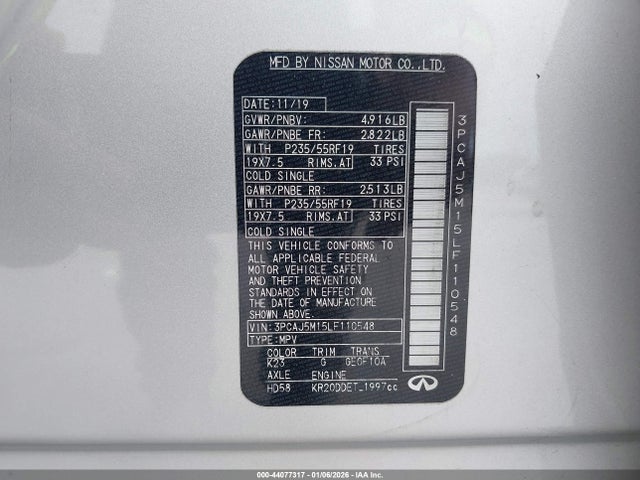 MFD BY NISSAN MOTOR CO.,LTD.
DATE: 11/19
GVWR/PNBV: 4.916LB
GAWR/PNBE FR: 2.822LB
WITH P235/55RF19 TIRES
19X7.5 RIMS.AT 33 PSI
COLD SINGLE
GAWR/PNBE RR: 2.513LB
WITH P235/55RF19 TIRES
19X7.5 RIMS.AT 33 PSI
COLD SINGLE
THIS VEHICLE CONFORMS TO
ALL APPLICABLE FEDERAL
MOTOR VEHICLE SAFETY
AND THEFT PREVENTION
STANDARDS IN EFFECT ON
THE DATE OF MANUFACTURE
SHOWN ABOVE.
VIN: 3PCAJ5M15LF110548
TYPE: MPV
COLOR TRIM TRANS
K23 G GE0F10A
AXLE ENGINE
HD58 KR20DDET_1997cc
3PCAJ5M15LF110548
000-44077317 - 01/06/2026 - IAA Inc.